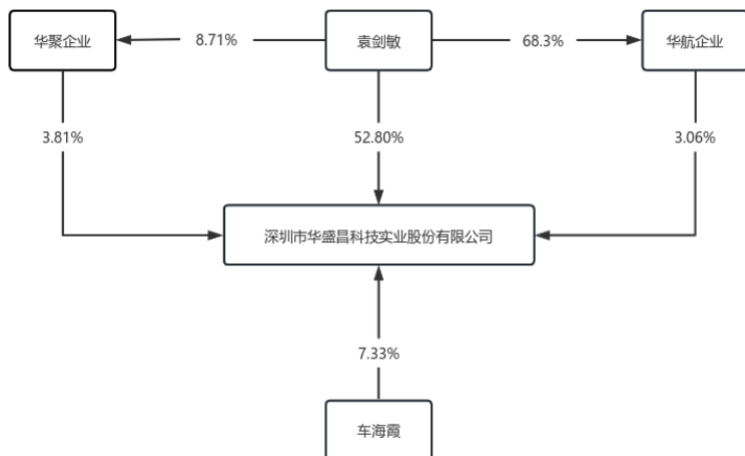 华聚企业
8.71%
袁剑敏
68.3%
华航企业
3.81%
52.80%
3.06%
深圳市华盛昌科技实业股份有限公司
7.33%
车海霞